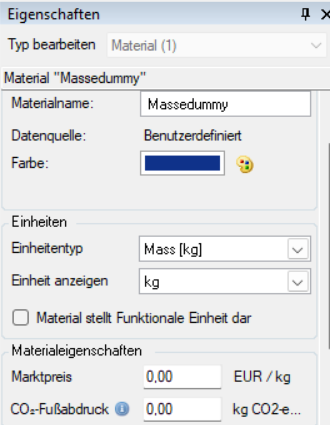 Eigenschaften
Typ bearbeiten Material (1)
Material "Massedummy"
Materialname: Massedummy
Datenquelle: Benutzerdefiniert
Farbe:
Einheiten
Einheitentyp Mass [kg]
Einheit anzeigen kg
Material stellt Funktionale Einheit dar
Materialeigenschaften
Marktpreis 0,00 EUR / kg
CO₂-Fußabdruck 0,00 kg CO2-e...